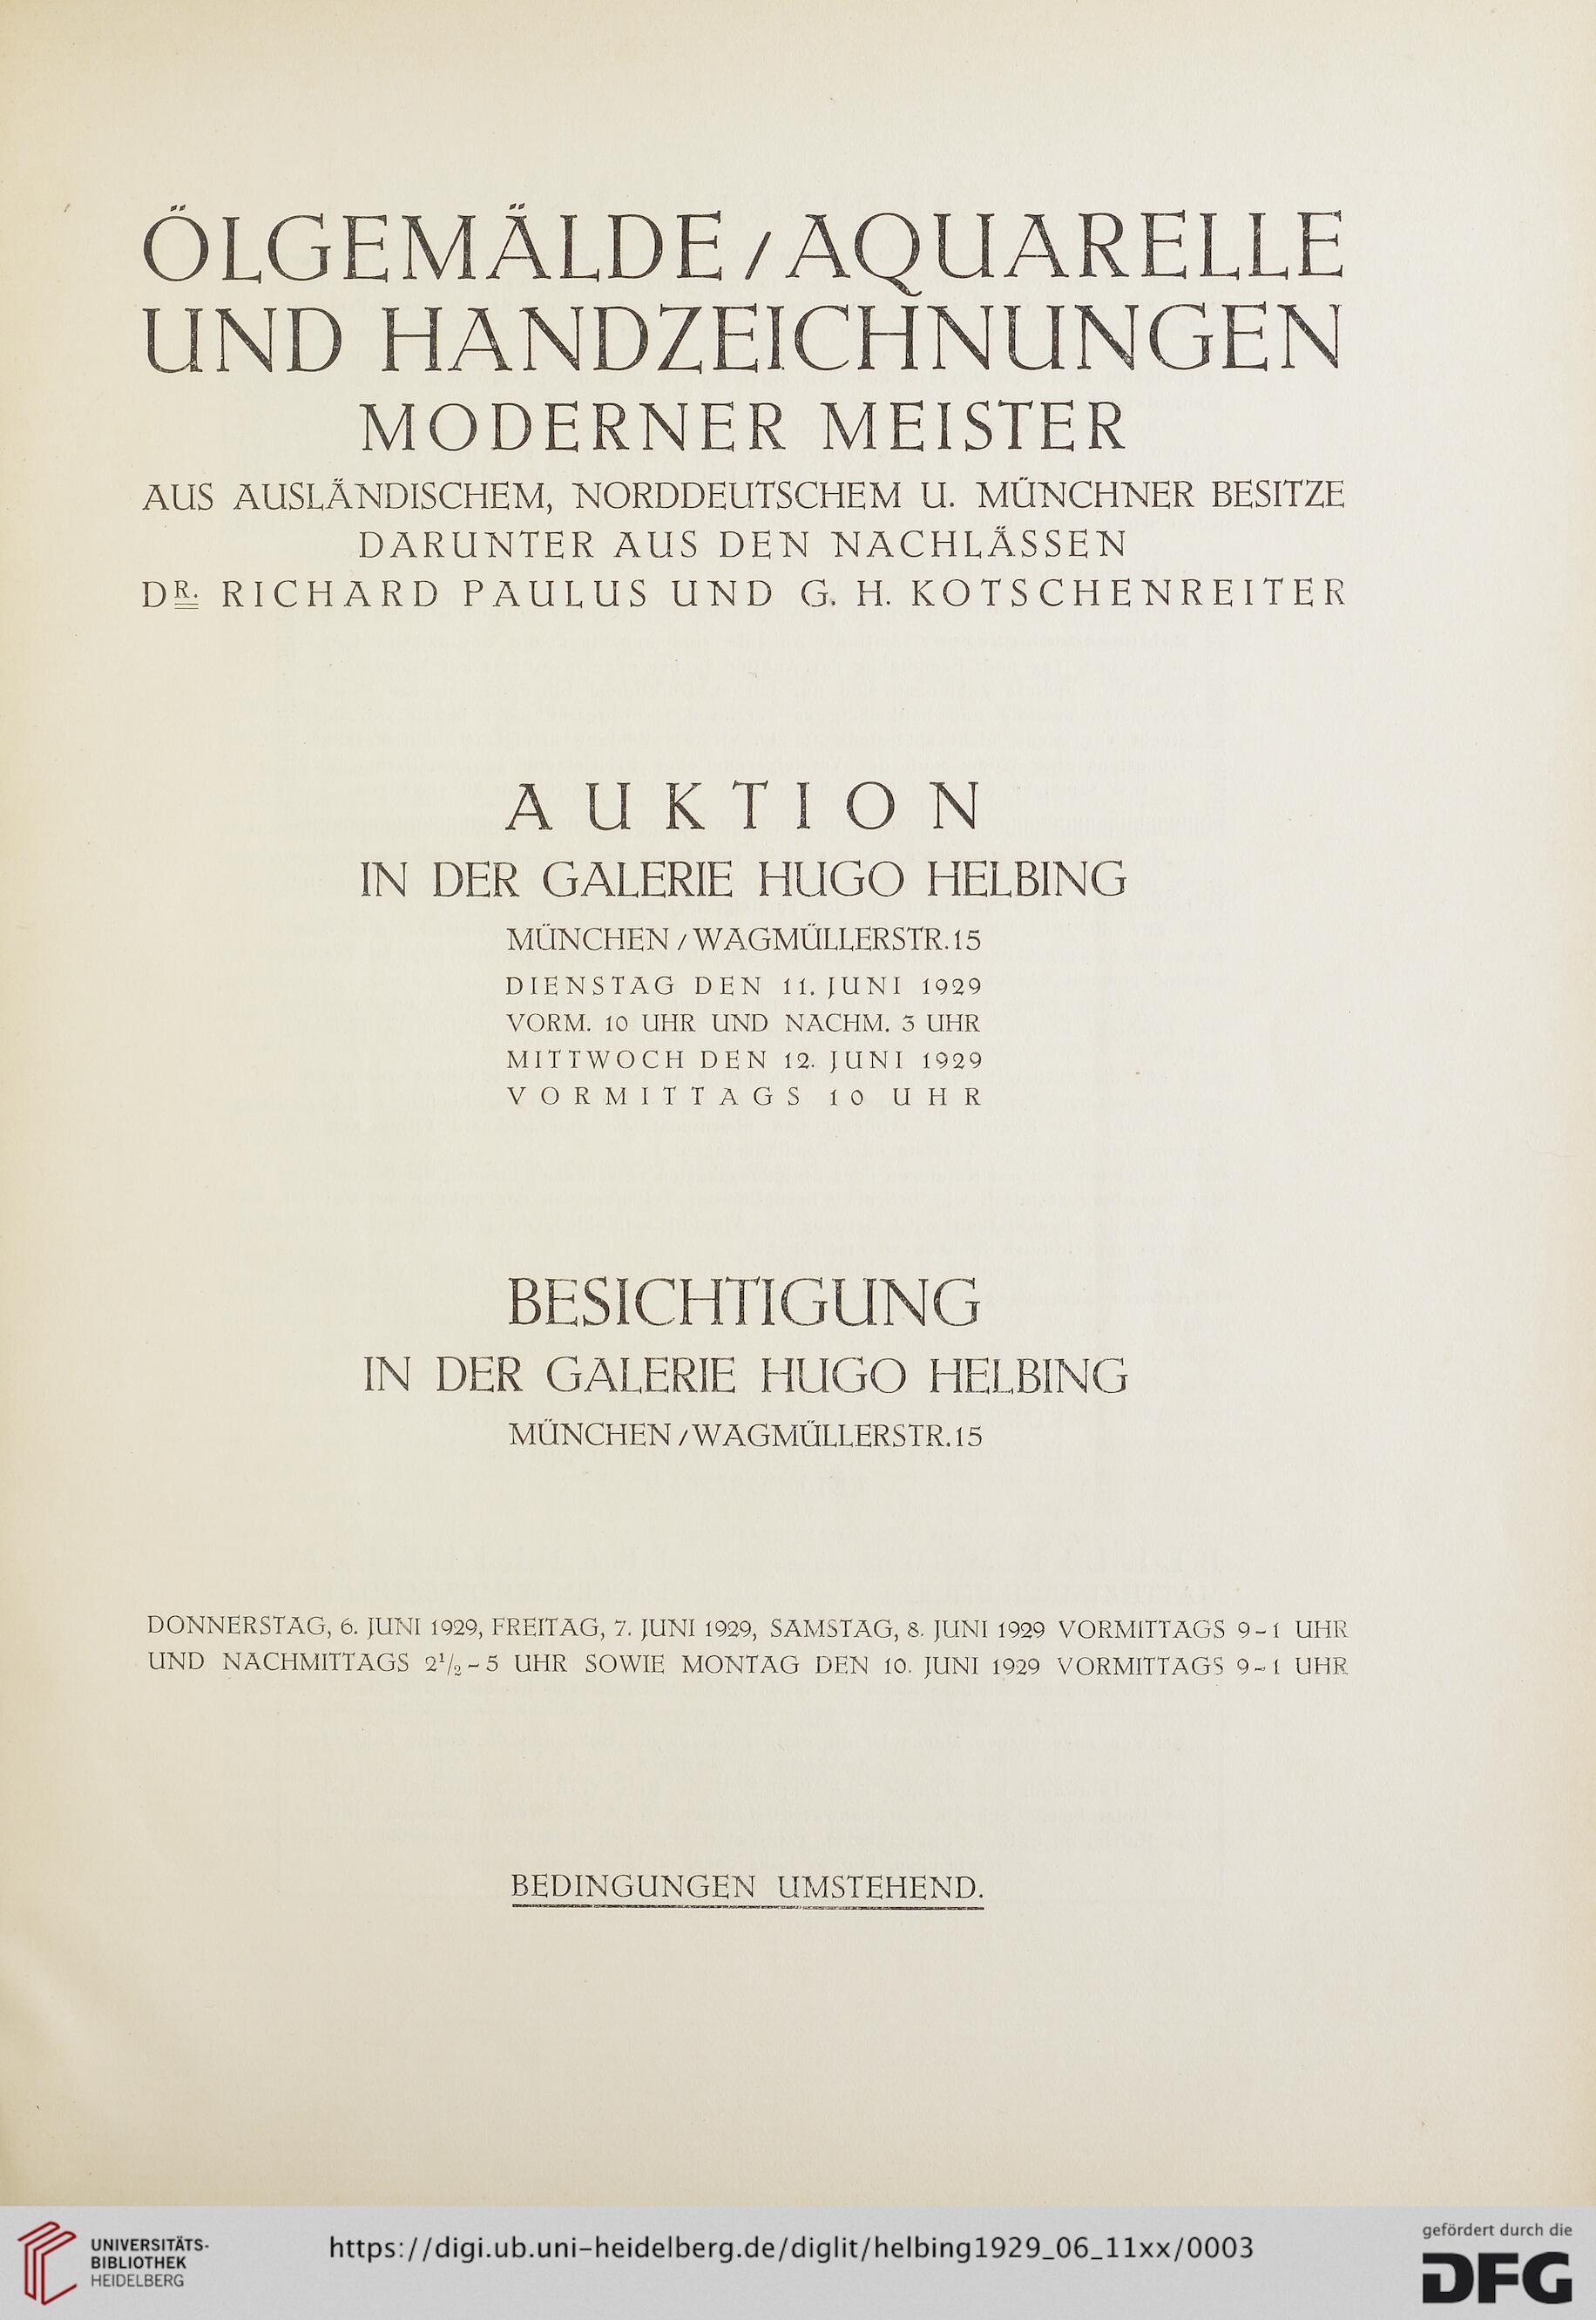 ÖLGEMÄLDE / AQUARELLE
UND HANDZEICHNUNGEN
MODERNER MEISTER
AUS AUSLÄNDISCHEM, NORDDEUTSCHEM U. MÜNCHNER BESITZE
DARUNTER AUS DEN NACHLÄSSEN
DR. RICHARD PAULUS UND G. H. KOTSCHENREITER
AUKTION
IN DER GALERIE HUGO HELBING
MÜNCHEN / WAGMÜLLERSTR. 15
DIENSTAG DEN 11. JUNI 1929
VORM. 10 UHR UND NACHM. 3 UHR
MITTWOCH DEN 12. JUNI 1929
VORMITTAGS 10 UHR
BESICHTIGUNG
IN DER GALERIE HUGO HELBING
MÜNCHEN / WAGMÜLLERSTR. 15
DONNERSTAG, 6. JUNI 1929, FREITAG, 7. JUNI 1929, SAMSTAG, 8. JUNI 1929 VORMITTAGS 9-1 UHR
UND NACHMITTAGS 2½-5 UHR SOWIE MONTAG DEN 10. JUNI 1929 VORMITTAGS 9-1 UHR
BEDINGUNGEN UMSTEHEND.
UNIVERSITÄTS-
BIBLIOTHEK
HEIDELBERG
https://digi.ub.uni-heidelberg.de/diglit/helbing1929_06_11xx/0003
gefördert durch die
DFG